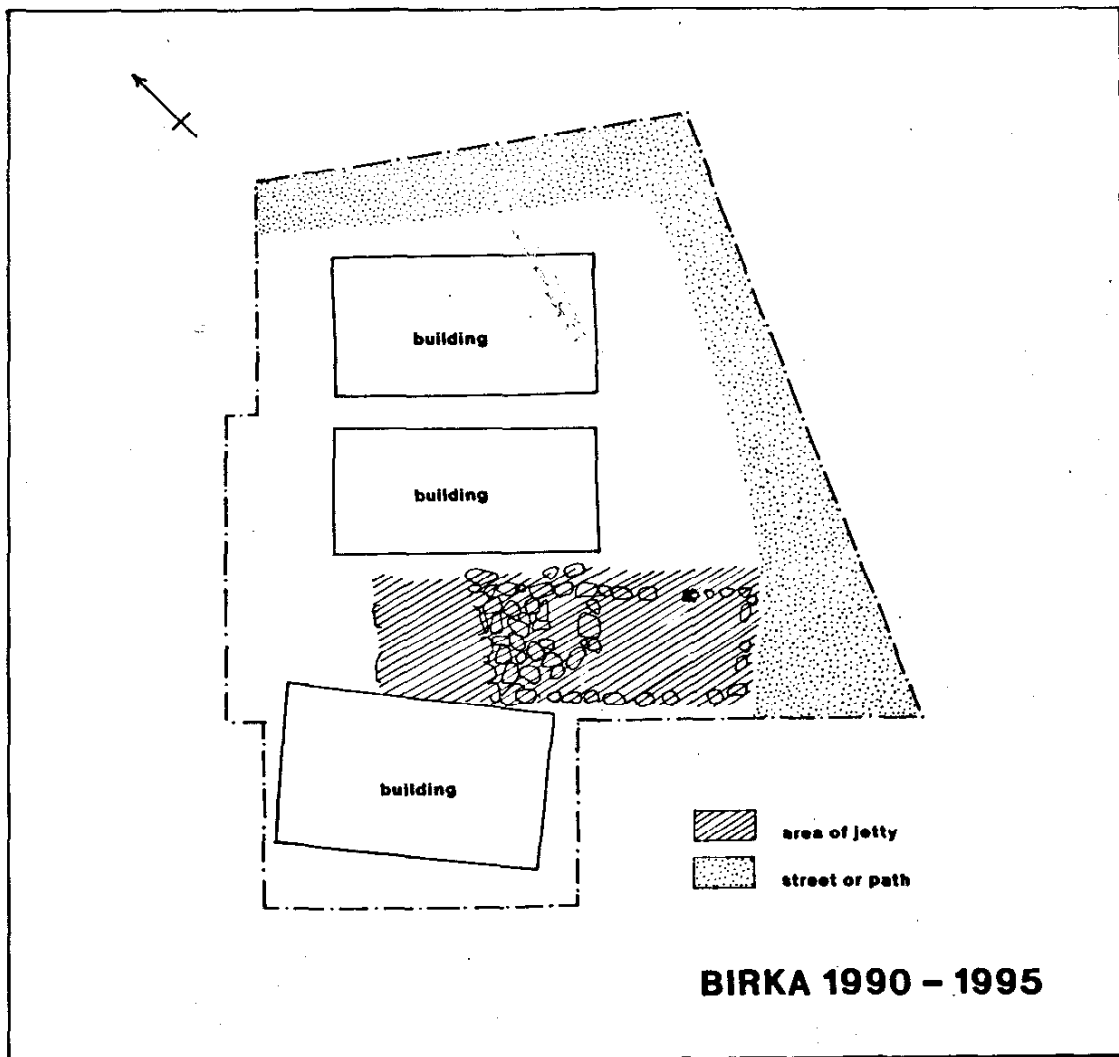 building
building
building
area of jetty
street or path
BIRKA 1990 – 1995